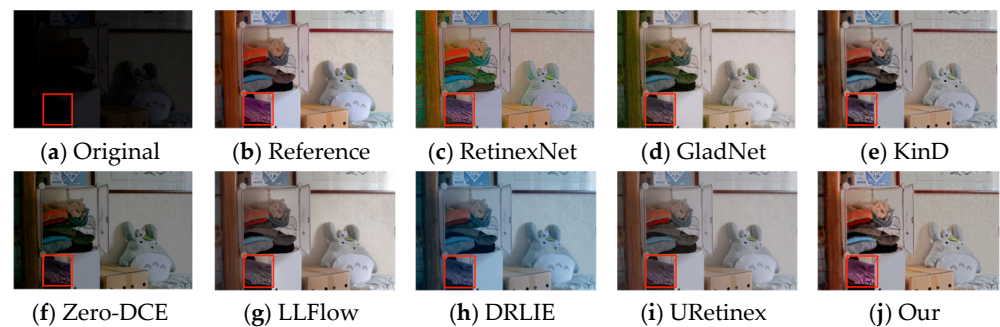 (a) Original
(b) Reference
(c) RetinexNet
(d) GladNet
(e) KinD
(f) Zero-DCE
(g) LLFlow
(h) DRLIE
(i) URetinex
(j) Our